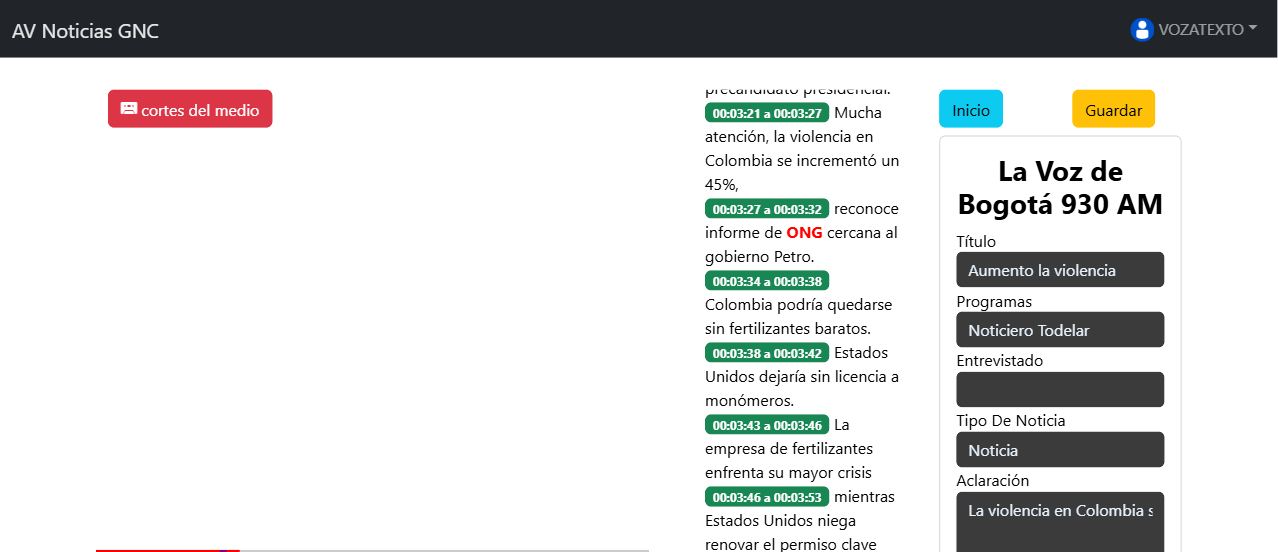 AV Noticias GNC
VOZATEXTO
cortes del medio
precandidato presidencial.
00:03:21 a 00:03:27 Mucha
atención, la violencia en
Colombia se incrementó un
45%,
00:03:27 a 00:03:32 reconoce
informe de ONG cercana al
gobierno Petro.
00:03:34 a 00:03:38
Colombia podría quedarse
sin fertilizantes baratos.
00:03:38 a 00:03:42 Estados
Unidos dejaría sin licencia a
monómeros.
00:03:43 a 00:03:46 La
empresa de fertilizantes
enfrenta su mayor crisis
00:03:46 a 00:03:53 mientras
Estados Unidos niega
renovar el permiso clave
Inicio
Guardar
La Voz de
Bogotá 930 AM
Título
Aumento la violencia
Programas
Noticiero Todelar
Entrevistado
Tipo De Noticia
Noticia
Aclaración
La violencia en Colombia s